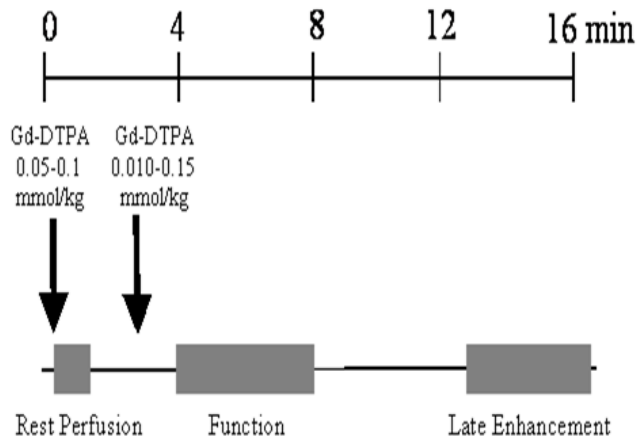 0 4 8 12 16 min
Gd-DTPA
0.05-0.1
mmol/kg
Gd-DTPA
0.010-0.15
mmol/kg
Rest Perfusion Function Late Enhancement